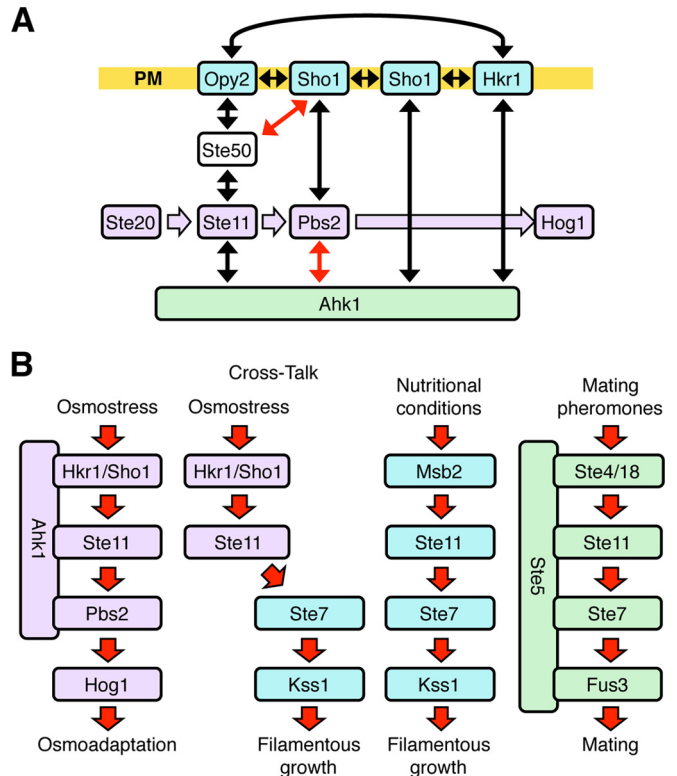 A
PM
Opy2
Sho1
Sho1
Hkr1
Ste50
Ste20
Ste11
Pbs2
Hog1
Ahk1
B
Cross-Talk
Osmostress
Osmostress
Nutritional
conditions
Mating
pheromones
Ahk1
Hkr1/Sho1
Ste11
Pbs2
Hog1
Osmoadaptation
Hkr1/Sho1
Ste11
Ste7
Kss1
Filamentous
growth
Msb2
Ste11
Ste7
Kss1
Filamentous
growth
Ste5
Ste4/18
Ste11
Ste7
Fus3
Mating